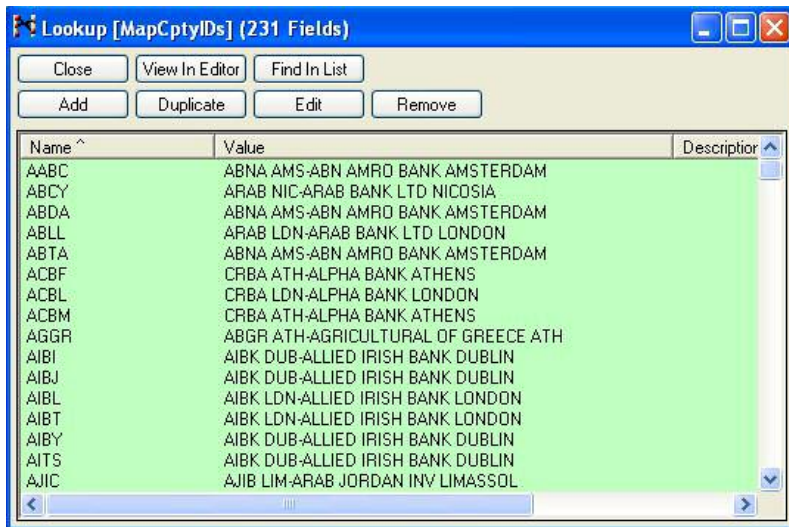 Lookup [MapCptyIDs] (231 Fields)
Close View In Editor Find In List
Add Duplicate Edit Remove
Name ^ Value Description
AABC ABNA AMS-ABN AMRO BANK AMSTERDAM
ABCY ARAB NIC-ARAB BANK LTD NICOSIA
ABDA ABNA AMS-ABN AMRO BANK AMSTERDAM
ABLL ARAB LDN-ARAB BANK LTD LONDON
ABTA ABNA AMS-ABN AMRO BANK AMSTERDAM
ACBF CRBA ATH-ALPHA BANK ATHENS
ACBL CRBA LDN-ALPHA BANK LONDON
ACBM CRBA ATH-ALPHA BANK ATHENS
AGGR ABGR ATH-AGRICULTURAL OF GREECE ATH
AIBI AIBK DUB-ALLIED IRISH BANK DUBLIN
AIBJ AIBK DUB-ALLIED IRISH BANK DUBLIN
AIBL AIBK LDN-ALLIED IRISH BANK LONDON
AIBT AIBK LDN-ALLIED IRISH BANK LONDON
AIBY AIBK DUB-ALLIED IRISH BANK DUBLIN
AITS AIBK DUB-ALLIED IRISH BANK DUBLIN
AJIC AJIB LIM-ARAB JORDAN INV LIMASSOL